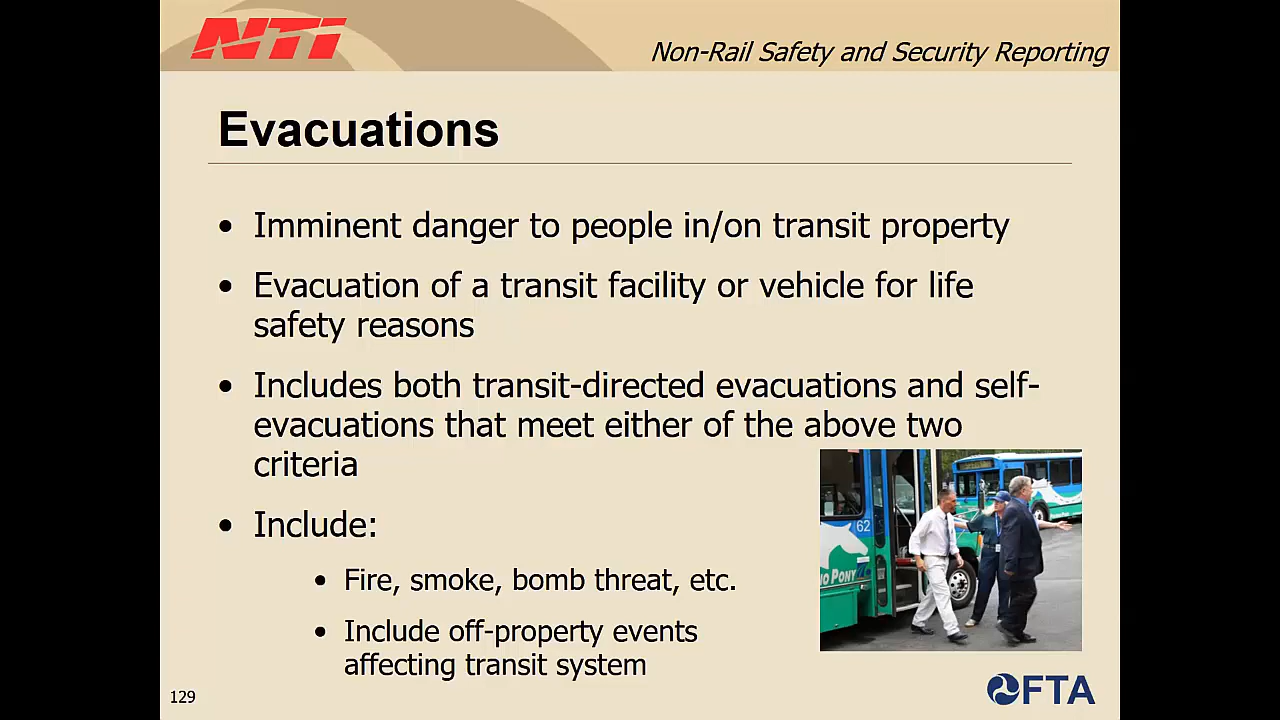 NTI
Non-Rail Safety and Security Reporting
Evacuations
• Imminent danger to people in/on transit property
• Evacuation of a transit facility or vehicle for life
safety reasons
• Includes both transit-directed evacuations and self-
evacuations that meet either of the above two
criteria
• Include:
• Fire, smoke, bomb threat, etc.
• Include off-property events
affecting transit system
62
PONY
129
FTA